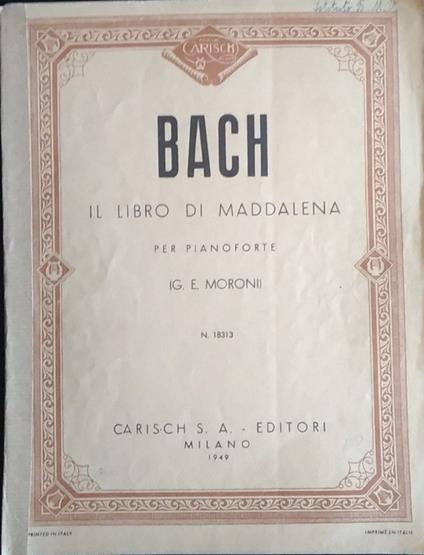 CARISCH
BACH
IL LIBRO DI MADDALENA
PER PIANOFORTE
(G. E. MORONI)
N. 18313
CARISCH S. A. - EDITORI
MILANO
1949
PRINTED IN ITALY
IMPRIMÉ EN ITALIE